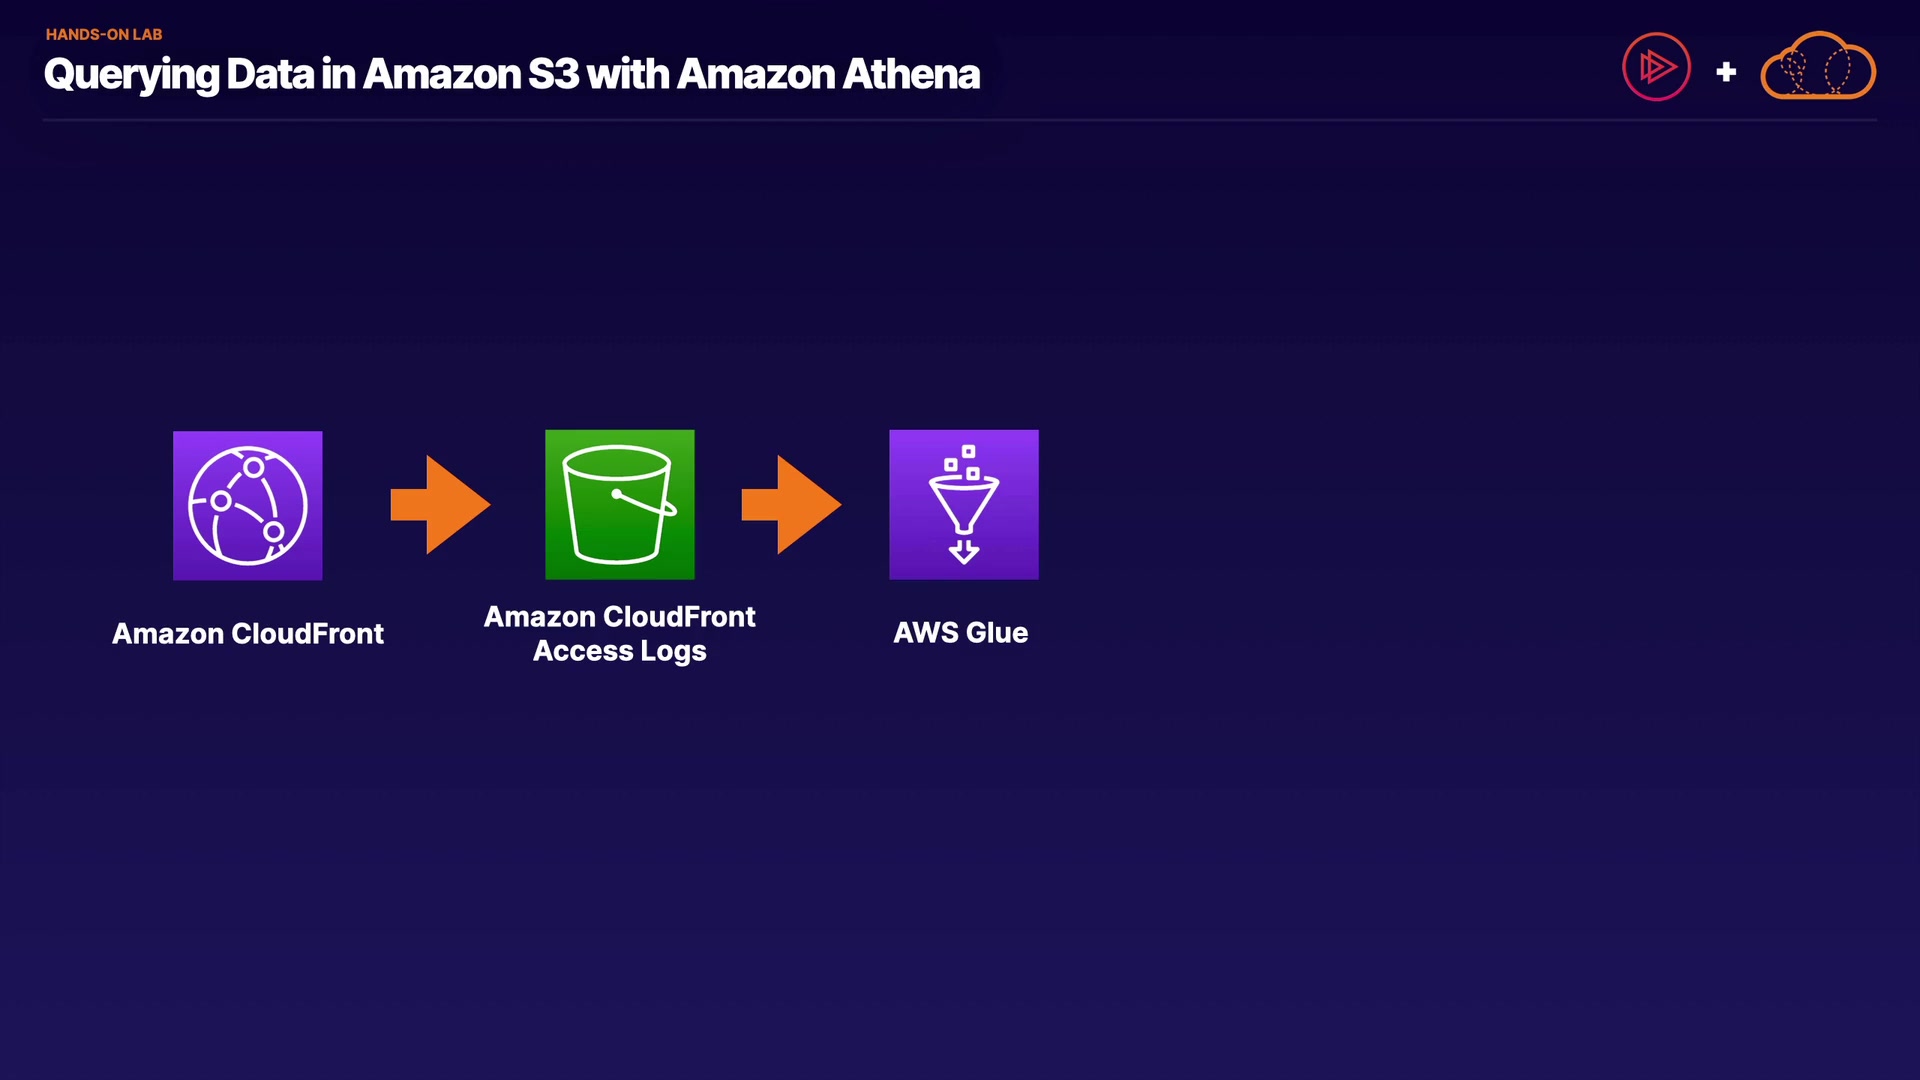 HANDS-ON LAB
Querying Data in Amazon S3 with Amazon Athena
+
Amazon CloudFront
Amazon CloudFront
Access Logs
AWS Glue